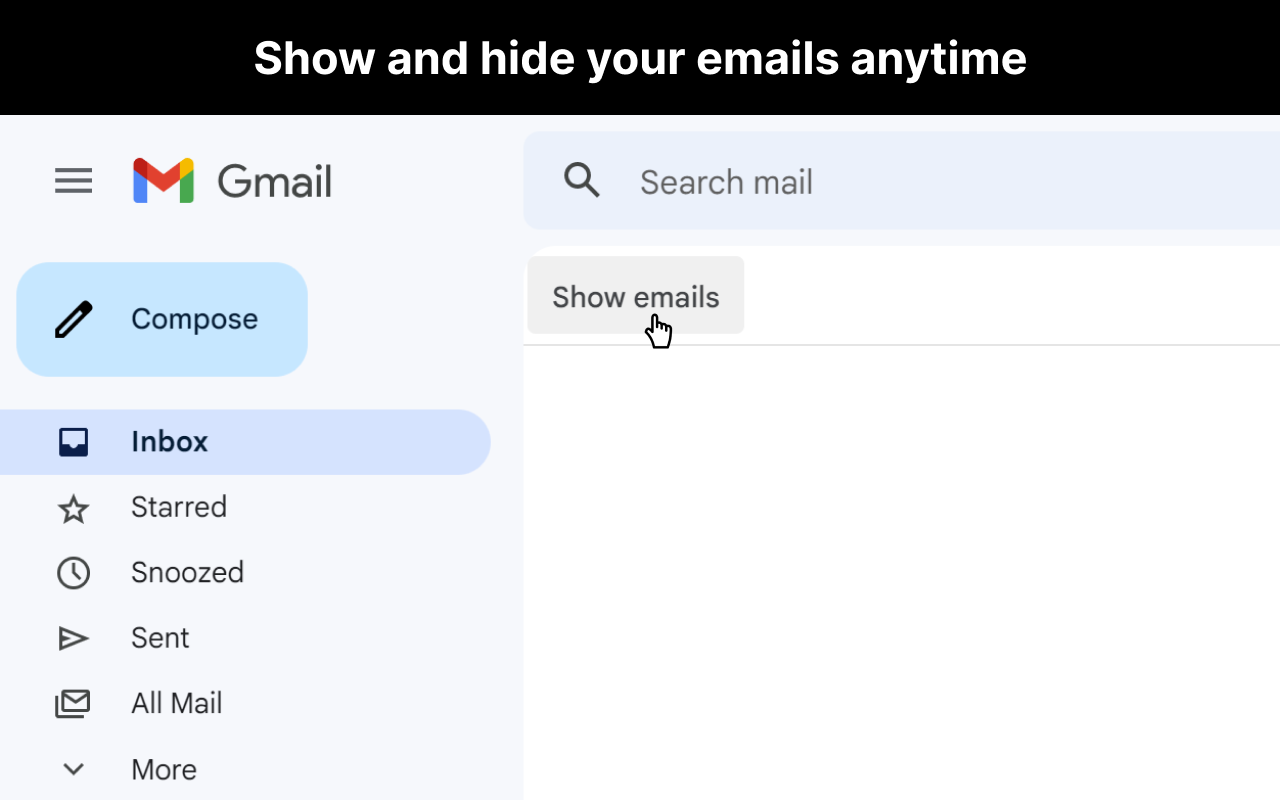 Show and hide your emails anytime
Gmail
Search mail
Compose
Show emails
Inbox
Starred
Snoozed
Sent
All Mail
More